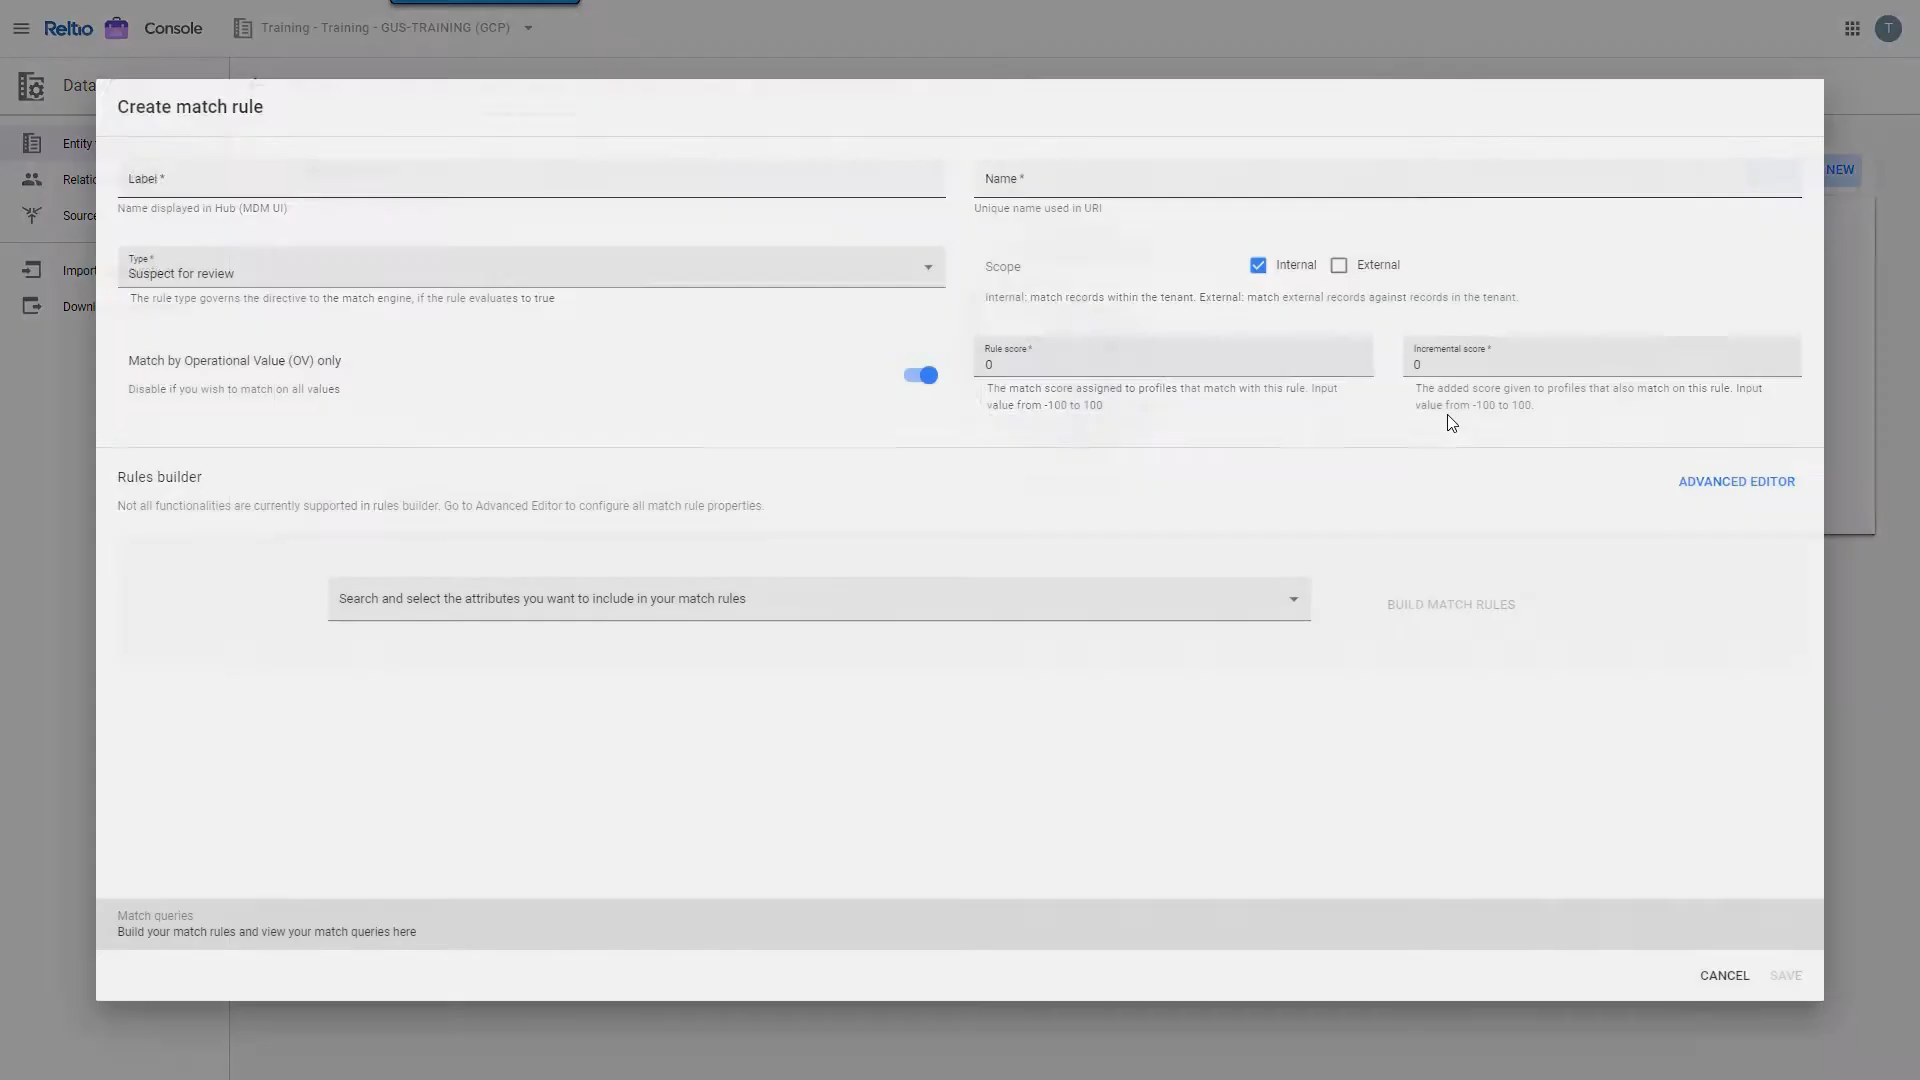 Reltio Console Training - Training - GUS-TRAINING (GCP) T
Data
Create match rule
Entity
Relatio
Source
Import
Downl
NEW
Label *
Name displayed in Hub (MDM UI)
Name *
Unique name used in URI
Type *
Suspect for review
The rule type governs the directive to the match engine, if the rule evaluates to true
Scope Internal External
Internal: match records within the tenant. External: match external records against records in the tenant.
Match by Operational Value (OV) only
Disable if you wish to match on all values
Rule score *
0
The match score assigned to profiles that match with this rule. Input
value from -100 to 100
Incremental score *
0
The added score given to profiles that also match on this rule. Input
value from -100 to 100.
Rules builder
ADVANCED EDITOR
Not all functionalities are currently supported in rules builder. Go to Advanced Editor to configure all match rule properties.
Search and select the attributes you want to include in your match rules
BUILD MATCH RULES
Match queries
Build your match rules and view your match queries here
CANCEL SAVE